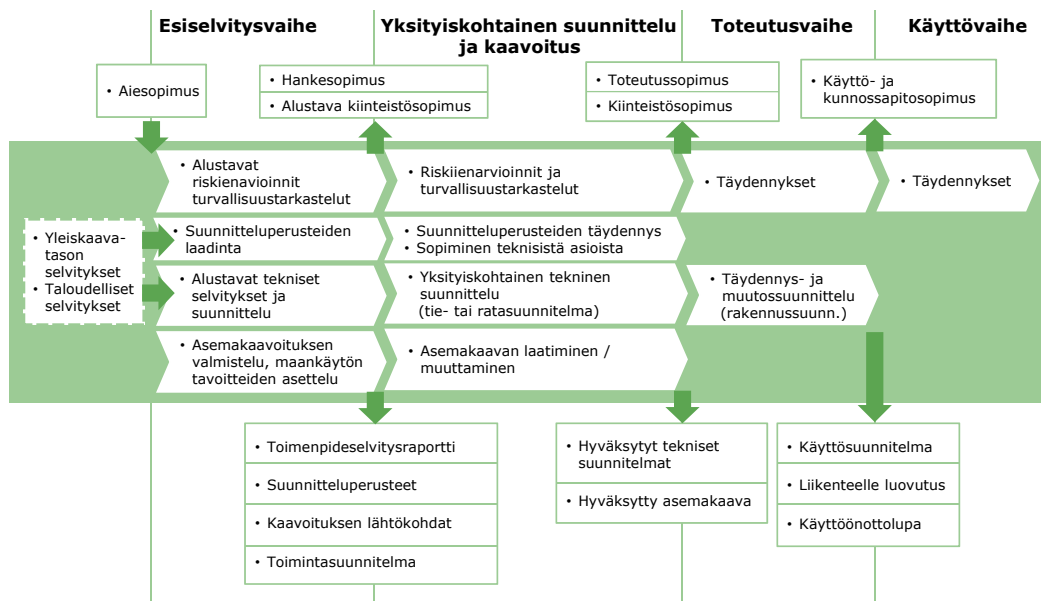 Esiselvitysvaihe
Yksityiskohtainen suunnittelu
ja kaavoitus
Toteutusvaihe
Käyttövaihe
• Aiesopimus
• Hankesopimus
• Alustava kiinteistösopimus
• Toteutussopimus
• Kiinteistösopimus
• Käyttö- ja
kunnossapitosopimus
• Alustavat
riskienavioinnit
turvallisuustarkastelut
• Riskiienarvioinnit ja
turvallisuustarkastelut
• Täydennykset
• Täydennykset
• Yleiskaava-
tason
selvitykset
• Taloudelliset
selvitykset
• Suunnitteluperusteiden
laadinta
• Suunnitteluperusteiden täydennys
• Sopiminen teknisistä asioista
• Alustavat tekniset
selvitykset ja
suunnittelu
• Yksityiskohtainen tekninen
suunnittelu
(tie- tai ratasuunnitelma)
• Täydennys- ja
muutossuunnittelu
(rakennussuunn.)
• Asemakaavoituksen
valmistelu, maankäytön
tavoitteiden asettelu
• Asemakaavan laatiminen /
muuttaminen
• Toimenpideselvitysraportti
• Suunnitteluperusteet
• Kaavoituksen lähtökohdat
• Toimintasuunnitelma
• Hyväksytyt tekniset
suunnitelmat
• Hyväksytty asemakaava
• Käyttösuunnitelma
• Liikenteelle luovutus
• Käyttöönottolupa